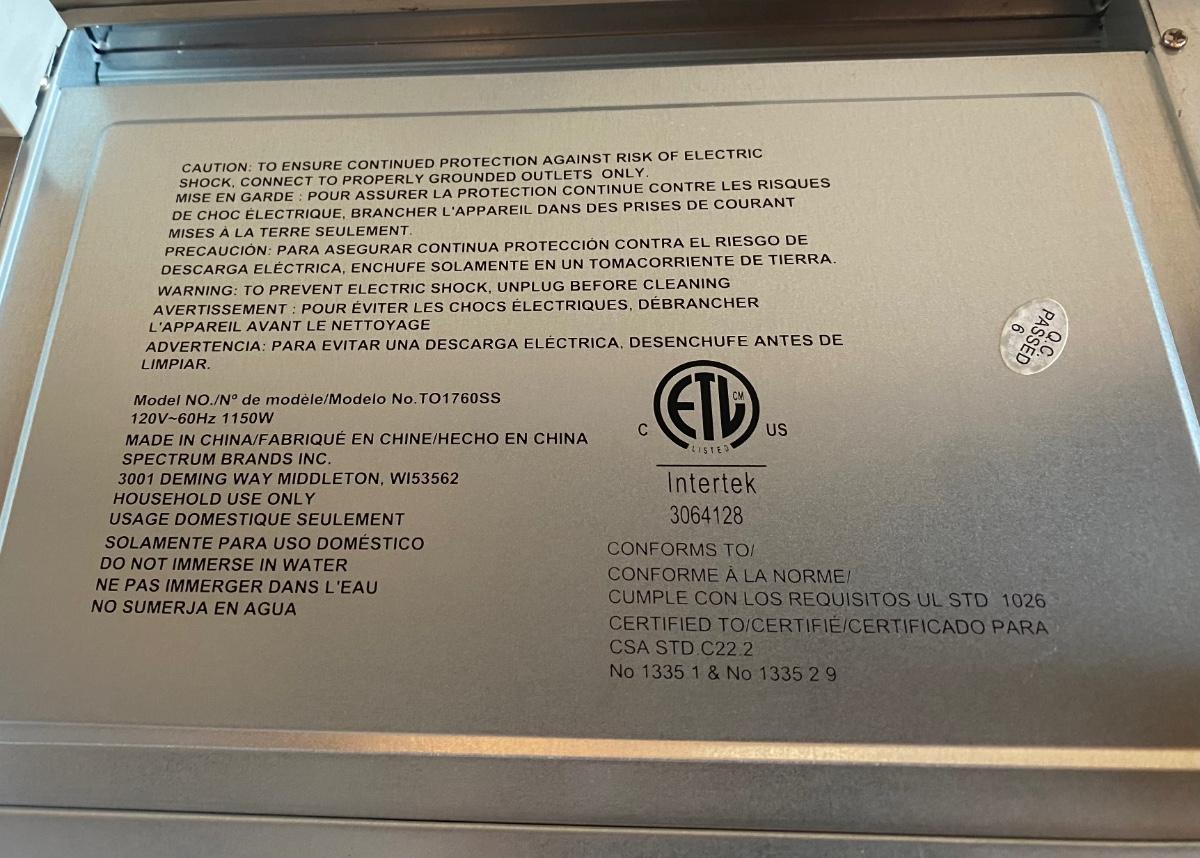 CAUTION: TO ENSURE CONTINUED PROTECTION AGAINST RISK OF ELECTRIC
SHOCK, CONNECT TO PROPERLY GROUNDED OUTLETS ONLY.
MISE EN GARDE : POUR ASSURER LA PROTECTION CONTINUE CONTRE LES RISQUES
DE CHOC ÉLECTRIQUE, BRANCHER L'APPAREIL DANS DES PRISES DE COURANT
MISES À LA TERRE SEULEMENT.
PRECAUCIÓN: PARA ASEGURAR CONTINUA PROTECCIÓN CONTRA EL RIESGO DE
DESCARGA ELÉCTRICA, ENCHUFE SOLAMENTE EN UN TOMACORRIENTE DE TIERRA.
WARNING: TO PREVENT ELECTRIC SHOCK, UNPLUG BEFORE CLEANING
AVERTISSEMENT : POUR ÉVITER LES CHOCS ÉLECTRIQUES, DÉBRANCHER
L'APPAREIL AVANT LE NETTOYAGE
ADVERTENCIA: PARA EVITAR UNA DESCARGA ELÉCTRICA, DESENCHUFE ANTES DE
LIMPIAR.
Model NO./Nº de modèle/Modelo No.TO1760SS
120V~60Hz 1150W
MADE IN CHINA/FABRIQUÉ EN CHINE/HECHO EN CHINA
SPECTRUM BRANDS INC.
3001 DEMING WAY MIDDLETON, WI53562
HOUSEHOLD USE ONLY
USAGE DOMESTIQUE SEULEMENT
SOLAMENTE PARA USO DOMÉSTICO
DO NOT IMMERSE IN WATER
NE PAS IMMERGER DANS L'EAU
NO SUMERJA EN AGUA
ETL CM
C US
LISTED
Intertek
3064128
CONFORMS TO/
CONFORME À LA NORME/
CUMPLE CON LOS REQUISITOS UL STD 1026
CERTIFIED TO/CERTIFIÉ/CERTIFICADO PARA
CSA STD.C22.2
No 1335 1 & No 1335 2 9
Q.C.
PASSED
6